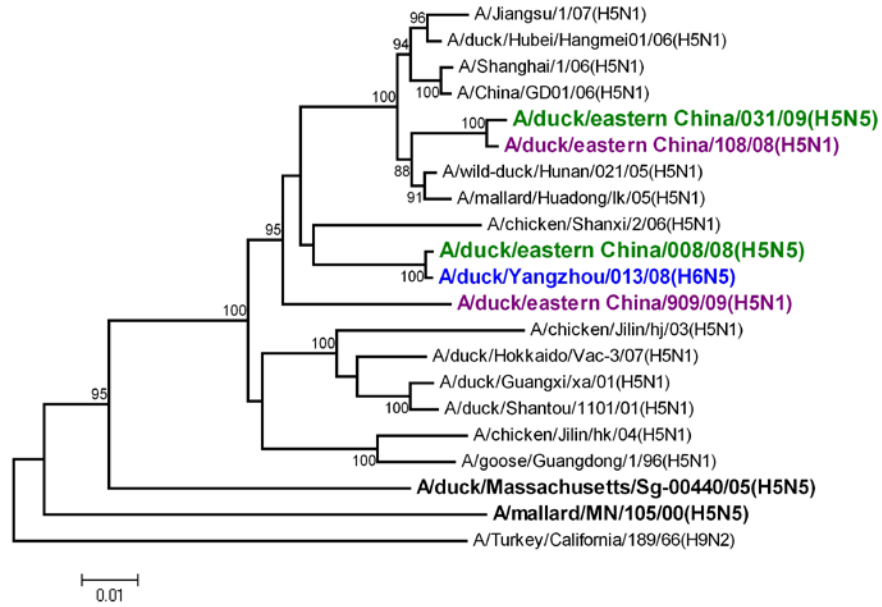 96
A/Jiangsu/1/07(H5N1)
A/duck/Hubei/Hangmei01/06(H5N1)
94
A/Shanghai/1/06(H5N1)
100
A/China/GD01/06(H5N1)
100
100
A/duck/eastern China/031/09(H5N5)
A/duck/eastern China/108/08(H5N1)
88
A/wild-duck/Hunan/021/05(H5N1)
91
A/mallard/Huadong/lk/05(H5N1)
A/chicken/Shanxi/2/06(H5N1)
95
A/duck/eastern China/008/08(H5N5)
100
A/duck/Yangzhou/013/08(H6N5)
A/duck/eastern China/909/09(H5N1)
100
A/chicken/Jilin/hj/03(H5N1)
100
A/duck/Hokkaido/Vac-3/07(H5N1)
A/duck/Guangxi/xa/01(H5N1)
100
A/duck/Shantou/1101/01(H5N1)
95
A/chicken/Jilin/hk/04(H5N1)
100
A/goose/Guangdong/1/96(H5N1)
A/duck/Massachusetts/Sg-00440/05(H5N5)
A/mallard/MN/105/00(H5N5)
A/Turkey/California/189/66(H9N2)
0.01